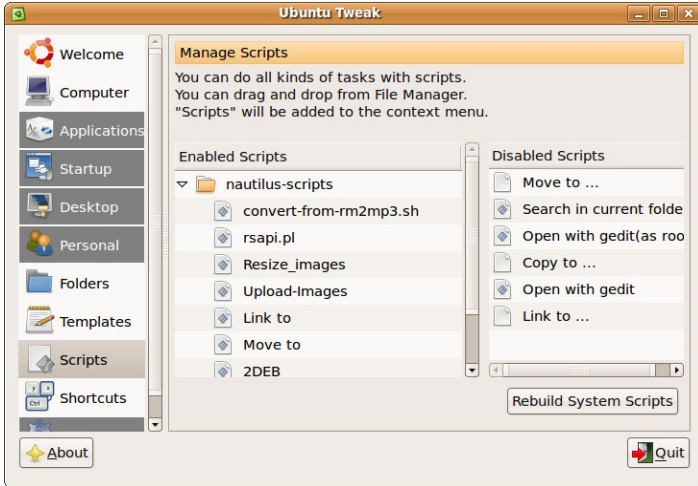 Ubuntu Tweak
Welcome
Computer
Applications
Startup
Desktop
Personal
Folders
Templates
Scripts
Shortcuts
About
Manage Scripts
You can do all kinds of tasks with scripts.
You can drag and drop from File Manager.
"Scripts" will be added to the context menu.
Enabled Scripts
nautilus-scripts
convert-from-rm2mp3.sh
rsapi.pl
Resize_images
Upload-Images
Link to
Move to
2DEB
Disabled Scripts
Move to ...
Search in current folde
Open with gedit(as roo
Copy to ...
Open with gedit
Link to ...
Rebuild System Scripts
Quit